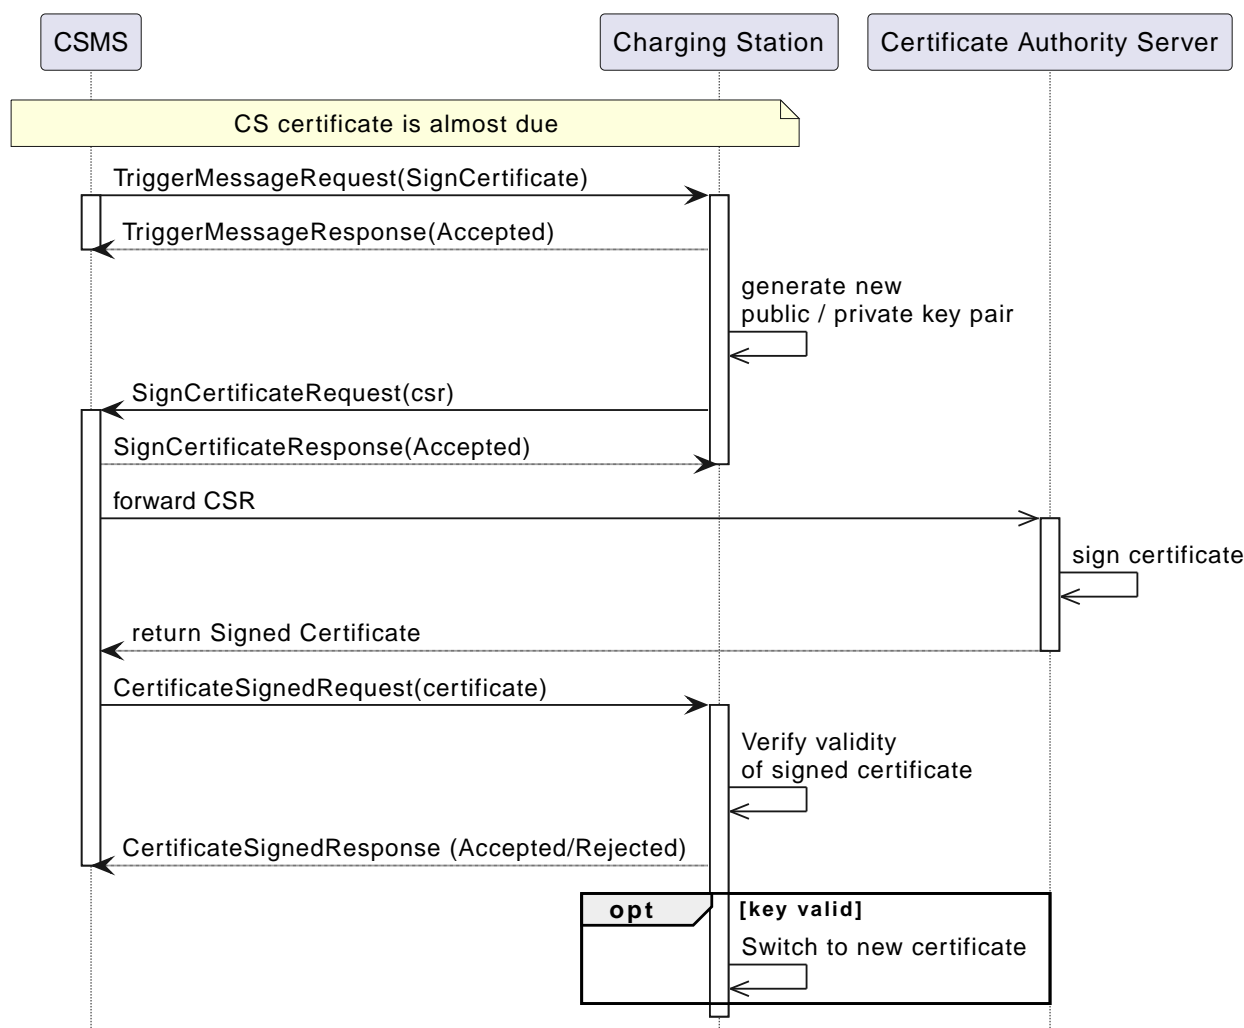 CSMS
Charging Station
Certificate Authority Server
CS certificate is almost due
TriggerMessageRequest(SignCertificate)
TriggerMessageResponse(Accepted)
generate new
public / private key pair
SignCertificateRequest(csr)
SignCertificateResponse(Accepted)
forward CSR
sign certificate
return Signed Certificate
CertificateSignedRequest(certificate)
Verify validity
of signed certificate
CertificateSignedResponse (Accepted/Rejected)
opt
[key valid]
Switch to new certificate